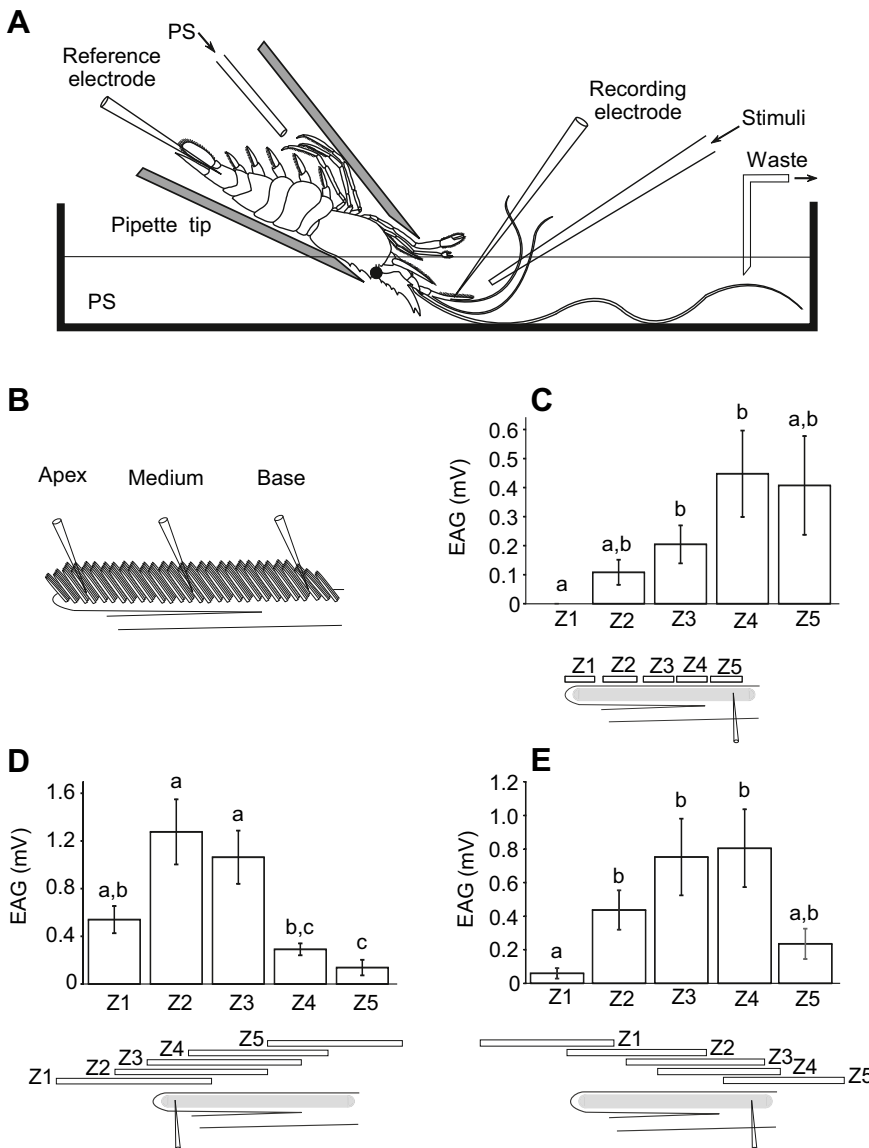 A
PS
Reference
electrode
Recording
electrode
Stimuli
Waste
Pipette tip
PS
B
Apex Medium Base
C
EAG (mV)
0.6
0.5
0.4
0.3
0.2
0.1
0
a
a,b
b
b
a,b
Z1 Z2 Z3 Z4 Z5
Z1 Z2 Z3 Z4 Z5
D
EAG (mV)
1.6
1.2
0.8
0.4
0
a,b
a
a
b,c
c
Z1 Z2 Z3 Z4 Z5
Z5
Z4
Z3
Z2
Z1
E
EAG (mV)
1.2
1.0
0.8
0.6
0.4
0.2
0
a
b
b
b
a,b
Z1 Z2 Z3 Z4 Z5
Z1
Z2
Z3
Z4
Z5